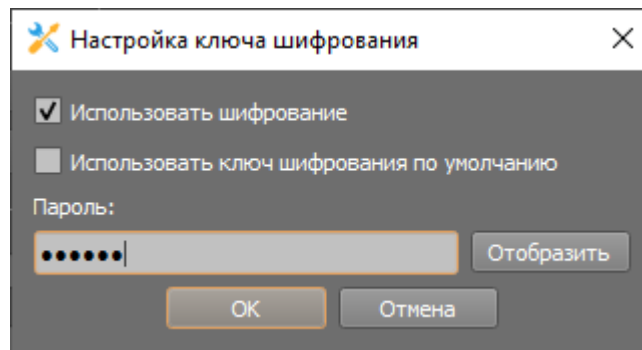 Настройка ключа шифрования
Использовать шифрование
Использовать ключ шифрования по умолчанию
Пароль:
••••••
Отобразить
OK
Отмена